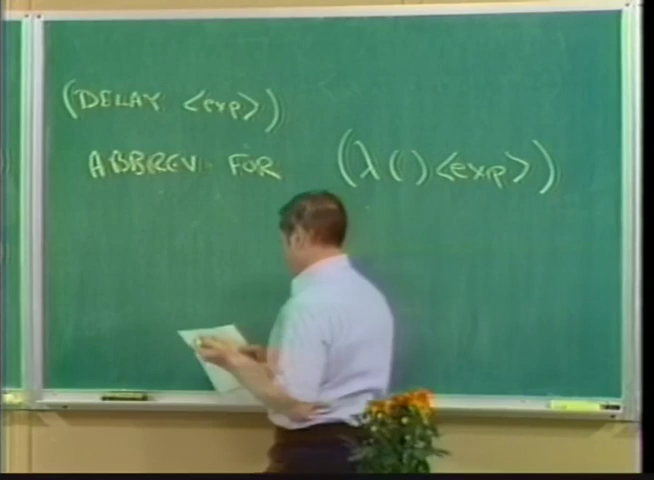 (DELAY <exp>)
ABBREV. FOR (λ () <exp>)